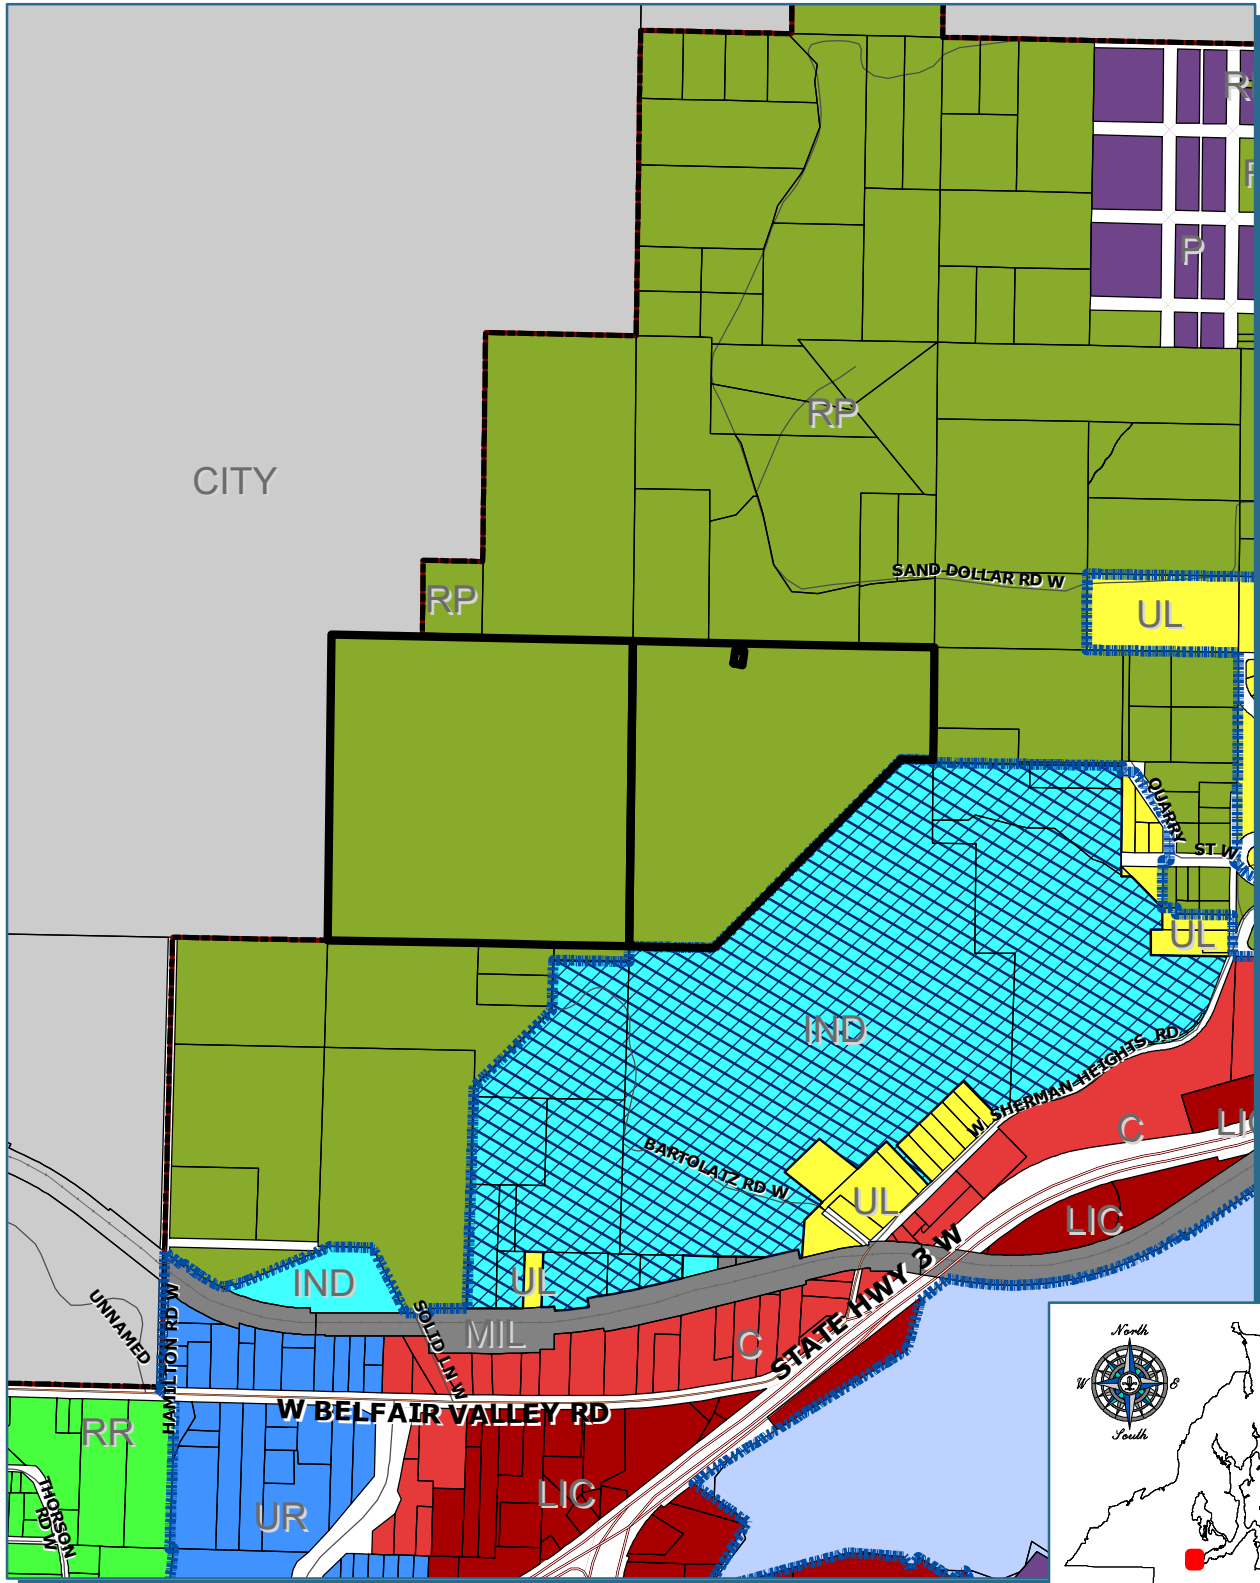 P
CITY
RP
SAND DOLLAR RD W
RP
UL
QUARRY
ST W
UL
IND
W SHERMAN HEIGHTS RD
C
LIC
BARTOLATZ RD W
UL
LIC
IND
UL
STATE HWY 3 W
UNNAMED
HAMILTON RD W
SOLID LN W
MIL
C
W BELFAIR VALLEY RD
RR
UR
LIC
THORSON
RD W
North
W
E
South